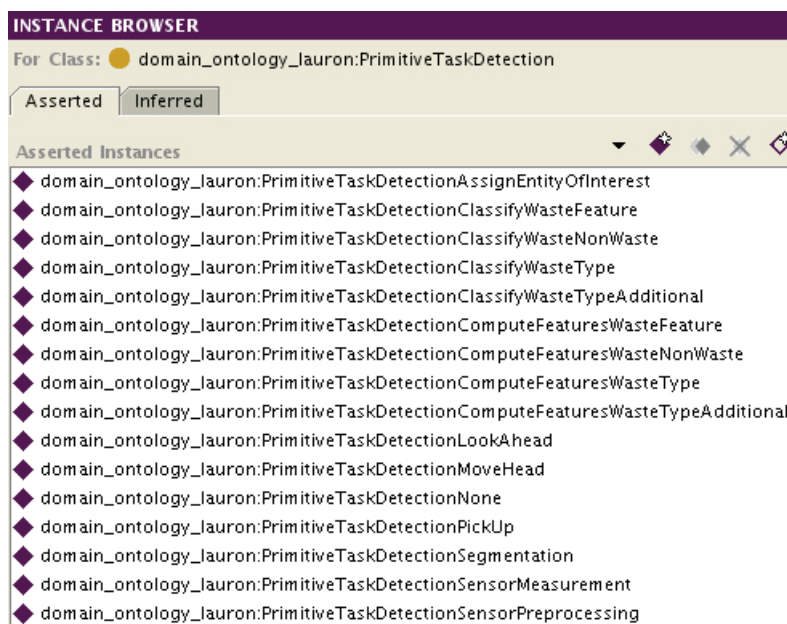 INSTANCE BROWSER
For Class: domain_ontology_lauron:PrimitiveTaskDetection
Asserted Inferred
Asserted Instances
domain_ontology_lauron:PrimitiveTaskDetectionAssignEntityOfInterest
domain_ontology_lauron:PrimitiveTaskDetectionClassifyWasteFeature
domain_ontology_lauron:PrimitiveTaskDetectionClassifyWasteNonWaste
domain_ontology_lauron:PrimitiveTaskDetectionClassifyWasteType
domain_ontology_lauron:PrimitiveTaskDetectionClassifyWasteTypeAdditional
domain_ontology_lauron:PrimitiveTaskDetectionComputeFeaturesWasteFeature
domain_ontology_lauron:PrimitiveTaskDetectionComputeFeaturesWasteNonWaste
domain_ontology_lauron:PrimitiveTaskDetectionComputeFeaturesWasteType
domain_ontology_lauron:PrimitiveTaskDetectionComputeFeaturesWasteTypeAdditional
domain_ontology_lauron:PrimitiveTaskDetectionLookAhead
domain_ontology_lauron:PrimitiveTaskDetectionMoveHead
domain_ontology_lauron:PrimitiveTaskDetectionNone
domain_ontology_lauron:PrimitiveTaskDetectionPickUp
domain_ontology_lauron:PrimitiveTaskDetectionSegmentation
domain_ontology_lauron:PrimitiveTaskDetectionSensorMeasurement
domain_ontology_lauron:PrimitiveTaskDetectionSensorPreprocessing